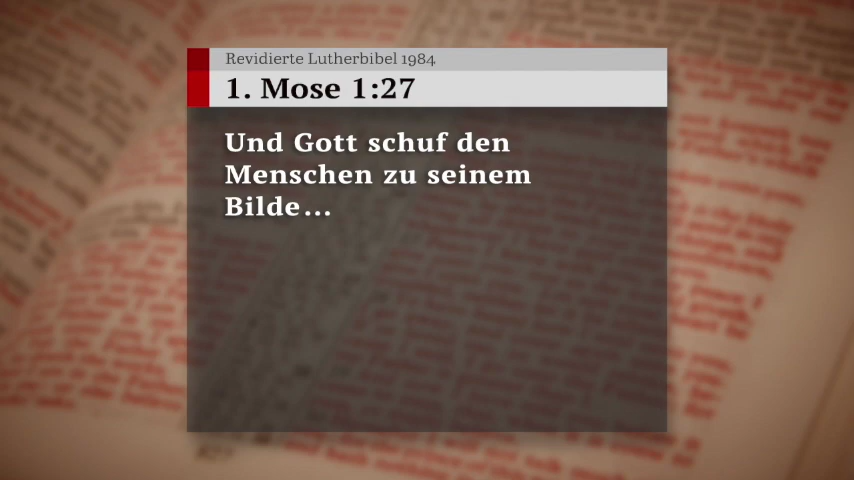 Revidierte Lutherbibel 1984
1. Mose 1:27
Und Gott schuf den
Menschen zu seinem
Bilde...